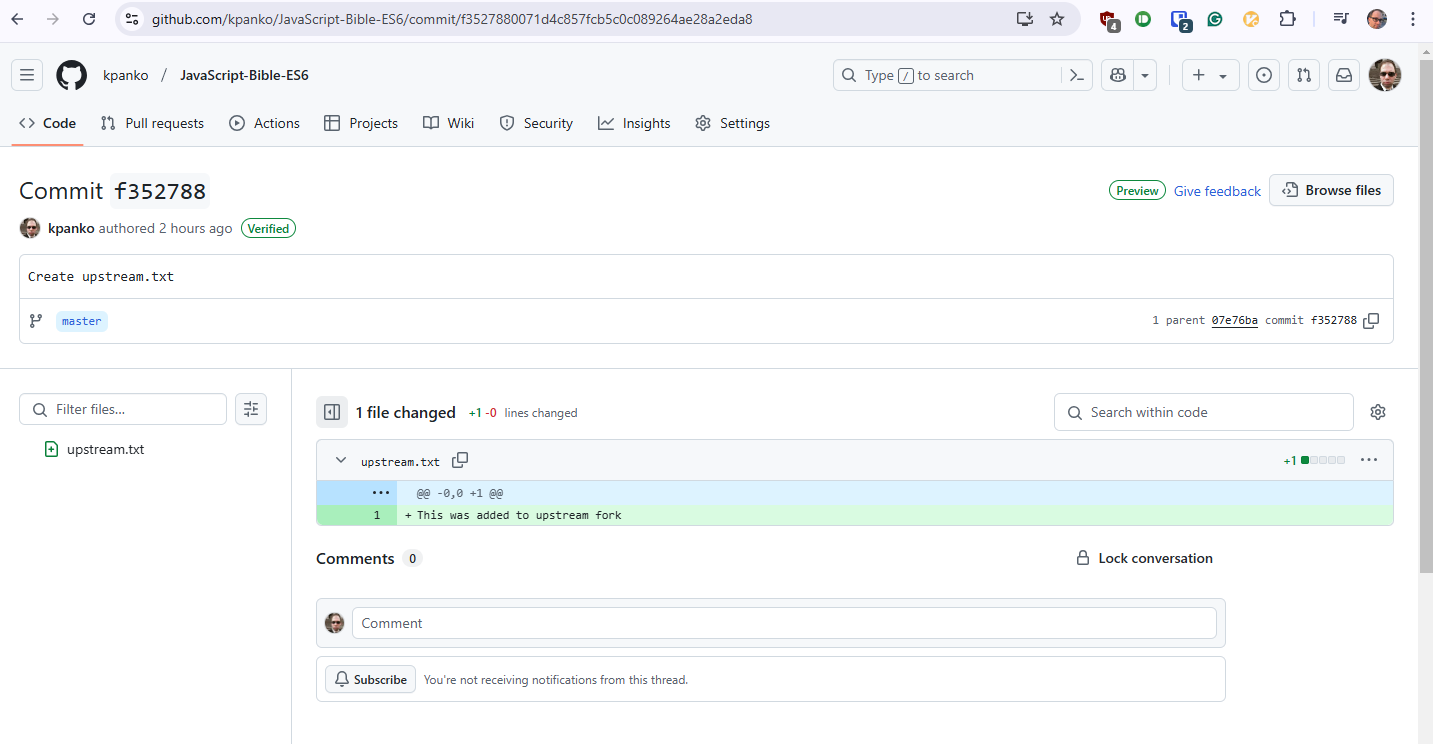 github.com/kpanko/JavaScript-Bible-ES6/commit/f3527880071d4c857fcb5c0c089264ae28a2eda8
4
2
kpanko / JavaScript-Bible-ES6
Type / to search
Code Pull requests Actions Projects Wiki Security Insights Settings
Commit f352788
Preview Give feedback Browse files
kpanko authored 2 hours ago Verified
Create upstream.txt
master
1 parent 07e76ba commit f352788
Filter files...
upstream.txt
1 file changed +1 -0 lines changed
Search within code
upstream.txt
+1
@@ -0,0 +1 @@
1 + This was added to upstream fork
Comments 0
Lock conversation
Comment
Subscribe You're not receiving notifications from this thread.